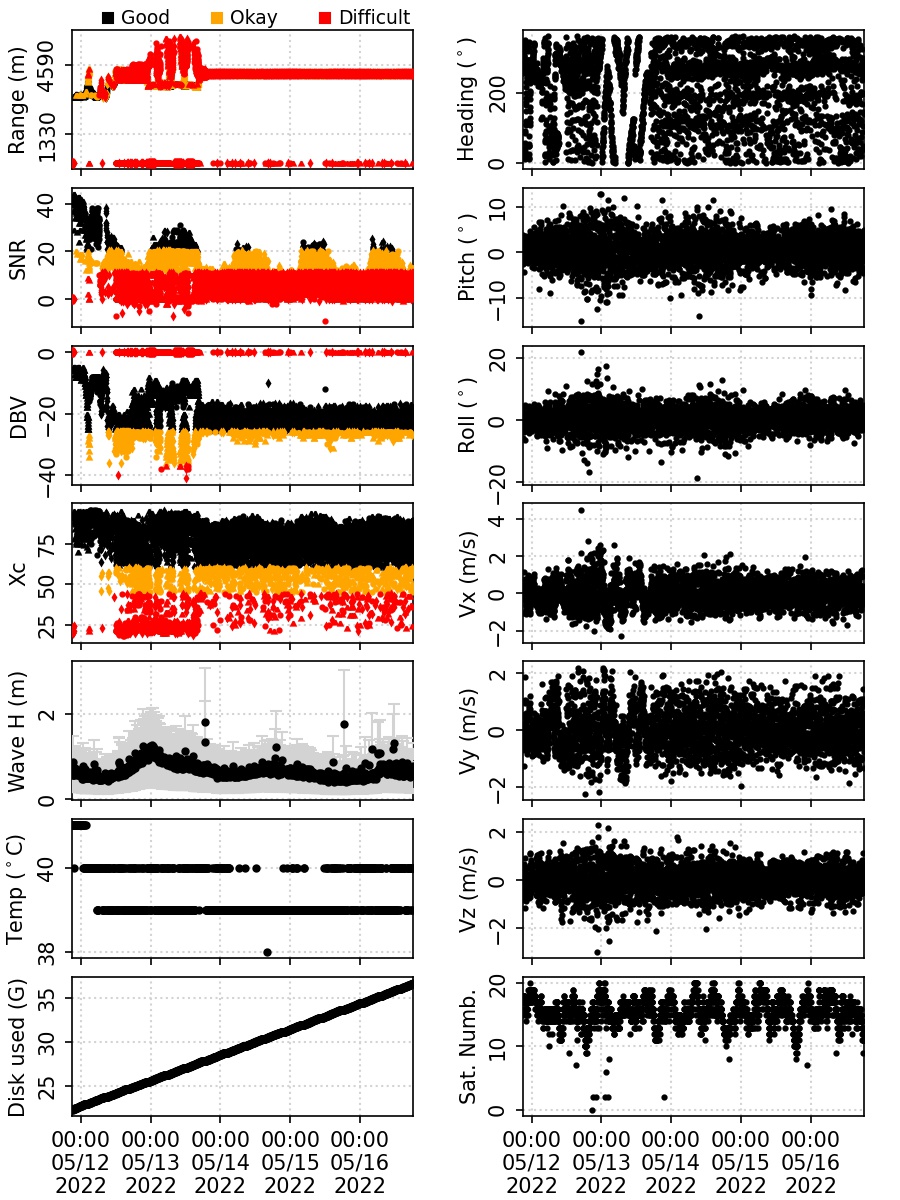 Good Okay Difficult
Range (m)
4590
1330
Heading (°)
200
0
SNR
40
20
0
Pitch (°)
10
0
−10
DBV
0
−20
−40
Roll (°)
20
0
−20
Xc
75
50
25
Vx (m/s)
4
2
0
−2
Wave H (m)
2
0
Vy (m/s)
2
0
−2
Temp (°C)
40
38
Vz (m/s)
2
0
−2
Disk used (G)
35
30
25
Sat. Numb.
20
10
0
00:00 00:00 00:00 00:00 00:00
05/12 05/13 05/14 05/15 05/16
2022 2022 2022 2022 2022
00:00 00:00 00:00 00:00 00:00
05/12 05/13 05/14 05/15 05/16
2022 2022 2022 2022 2022